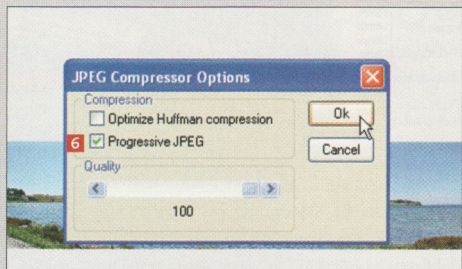 JPEG Compressor Options
Compression
Optimize Huffman compression
Ok
6 Progressive JPEG
Cancel
Quality
100